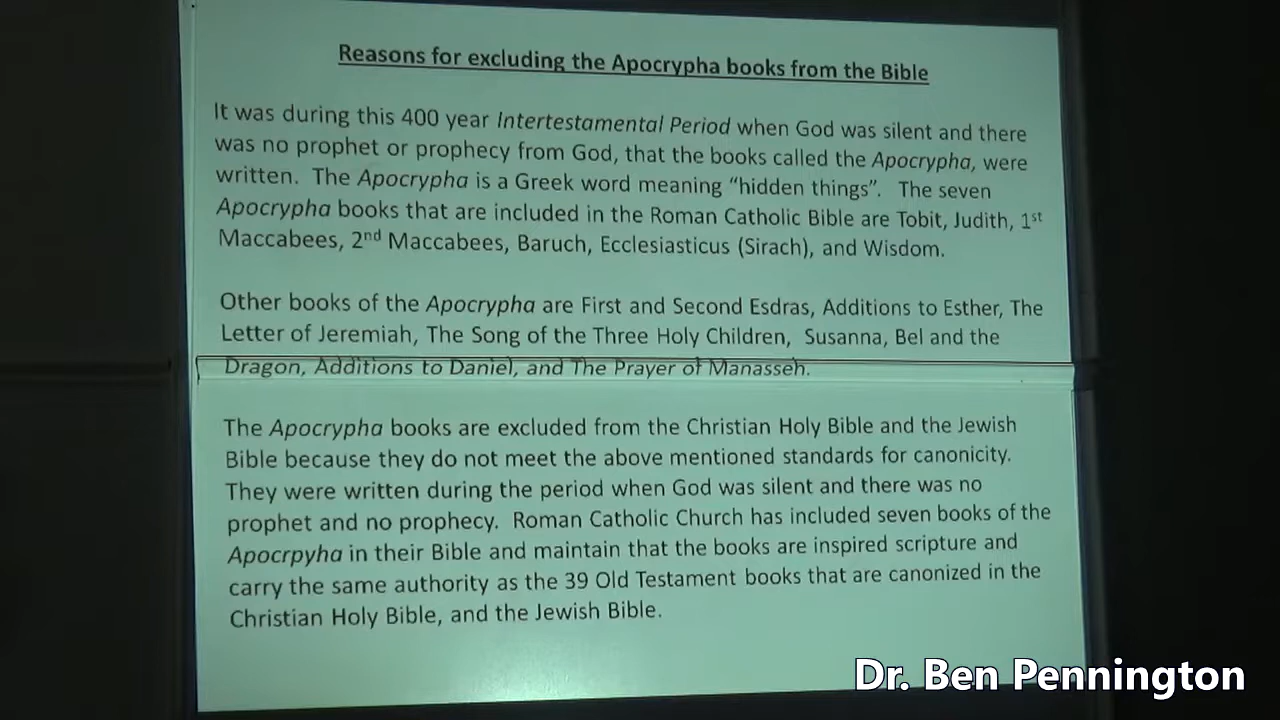 Reasons for excluding the Apocrypha books from the Bible
It was during this 400 year Intertestamental Period when God was silent and there
was no prophet or prophecy from God, that the books called the Apocrypha, were
written. The Apocrypha is a Greek word meaning “hidden things”. The seven
Apocrypha books that are included in the Roman Catholic Bible are Tobit, Judith, 1st
Maccabees, 2nd Maccabees, Baruch, Ecclesiasticus (Sirach), and Wisdom.
Other books of the Apocrypha are First and Second Esdras, Additions to Esther, The
Letter of Jeremiah, The Song of the Three Holy Children, Susanna, Bel and the
Dragon, Additions to Daniel, and The Prayer of Manasseh.
The Apocrypha books are excluded from the Christian Holy Bible and the Jewish
Bible because they do not meet the above mentioned standards for canonicity.
They were written during the period when God was silent and there was no
prophet and no prophecy. Roman Catholic Church has included seven books of the
Apocrpyha in their Bible and maintain that the books are inspired scripture and
carry the same authority as the 39 Old Testament books that are canonized in the
Christian Holy Bible, and the Jewish Bible.
Dr. Ben Pennington